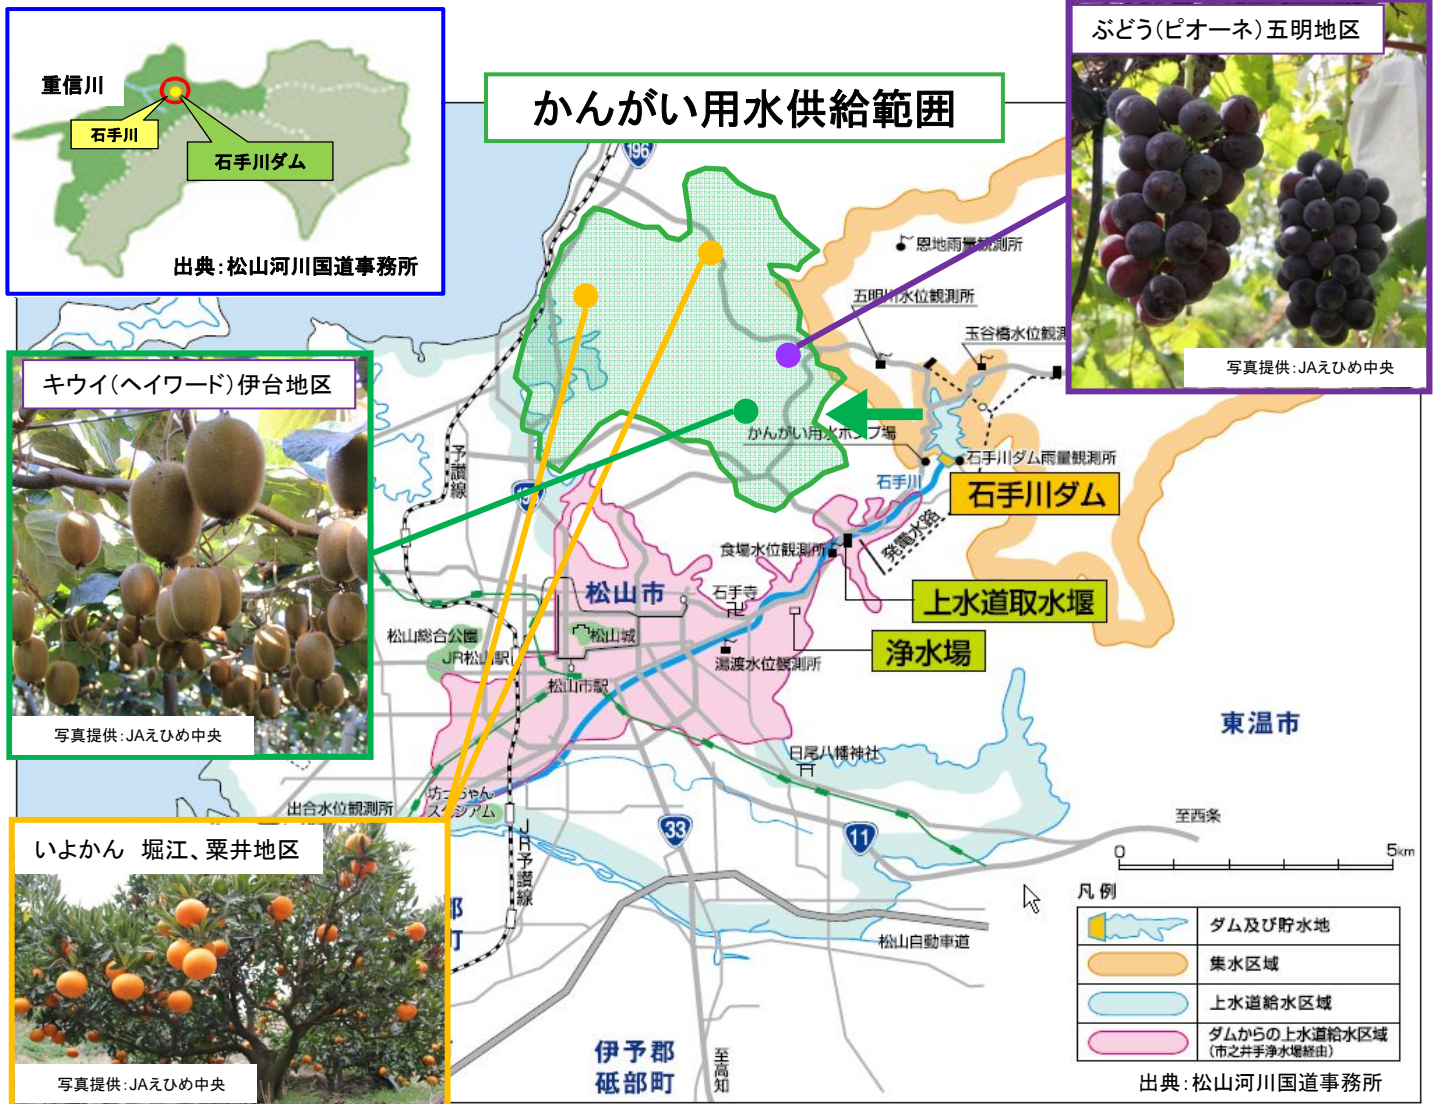 かんがい用水供給範囲
重信川
石手川
石手川ダム
出典：松山河川国道事務所
ぶどう（ピオーネ）五明地区
写真提供：JAえひめ中央
キウイ（ヘイワード）伊台地区
写真提供：JAえひめ中央
いよかん　堀江、粟井地区
写真提供：JAえひめ中央
196
恩地雨量観測所
五明川水位観測所
玉谷橋水位観測
かんがい用水ポンプ場
石手川ダム雨量観測所
石手川
石手川ダム
発電水路
予讃線
食場水位観測所
上水道取水堰
浄水場
松山市
石手寺
松山総合公園
松山城
JR松山駅
湯渡水位観測所
松山市駅
東温市
日尾八幡神社
坊っちゃん
スタジアム
出合水位観測所
JR予讃線
33
11
至西条
0
5km
松山自動車道
伊予郡
砥部町
至高知
凡例
ダム及び貯水地
集水区域
上水道給水区域
ダムからの上水道給水区域
（市之井手浄水場経由）
出典：松山河川国道事務所